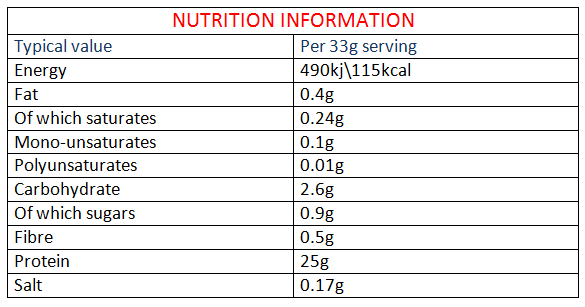 NUTRITION INFORMATION
Typical value Per 33g serving
Energy 490kj\115kcal
Fat 0.4g
Of which saturates 0.24g
Mono-unsaturates 0.1g
Polyunsaturates 0.01g
Carbohydrate 2.6g
Of which sugars 0.9g
Fibre 0.5g
Protein 25g
Salt 0.17g